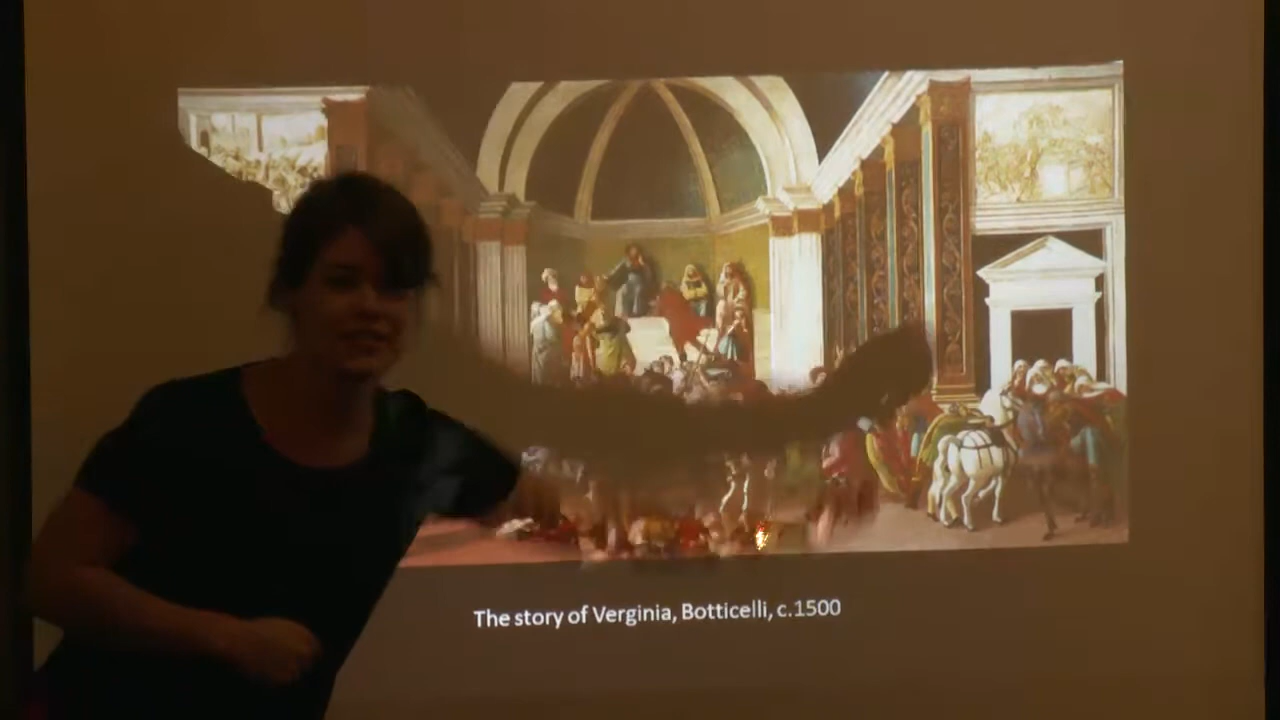 The story of Verginia, Botticelli, c.1500